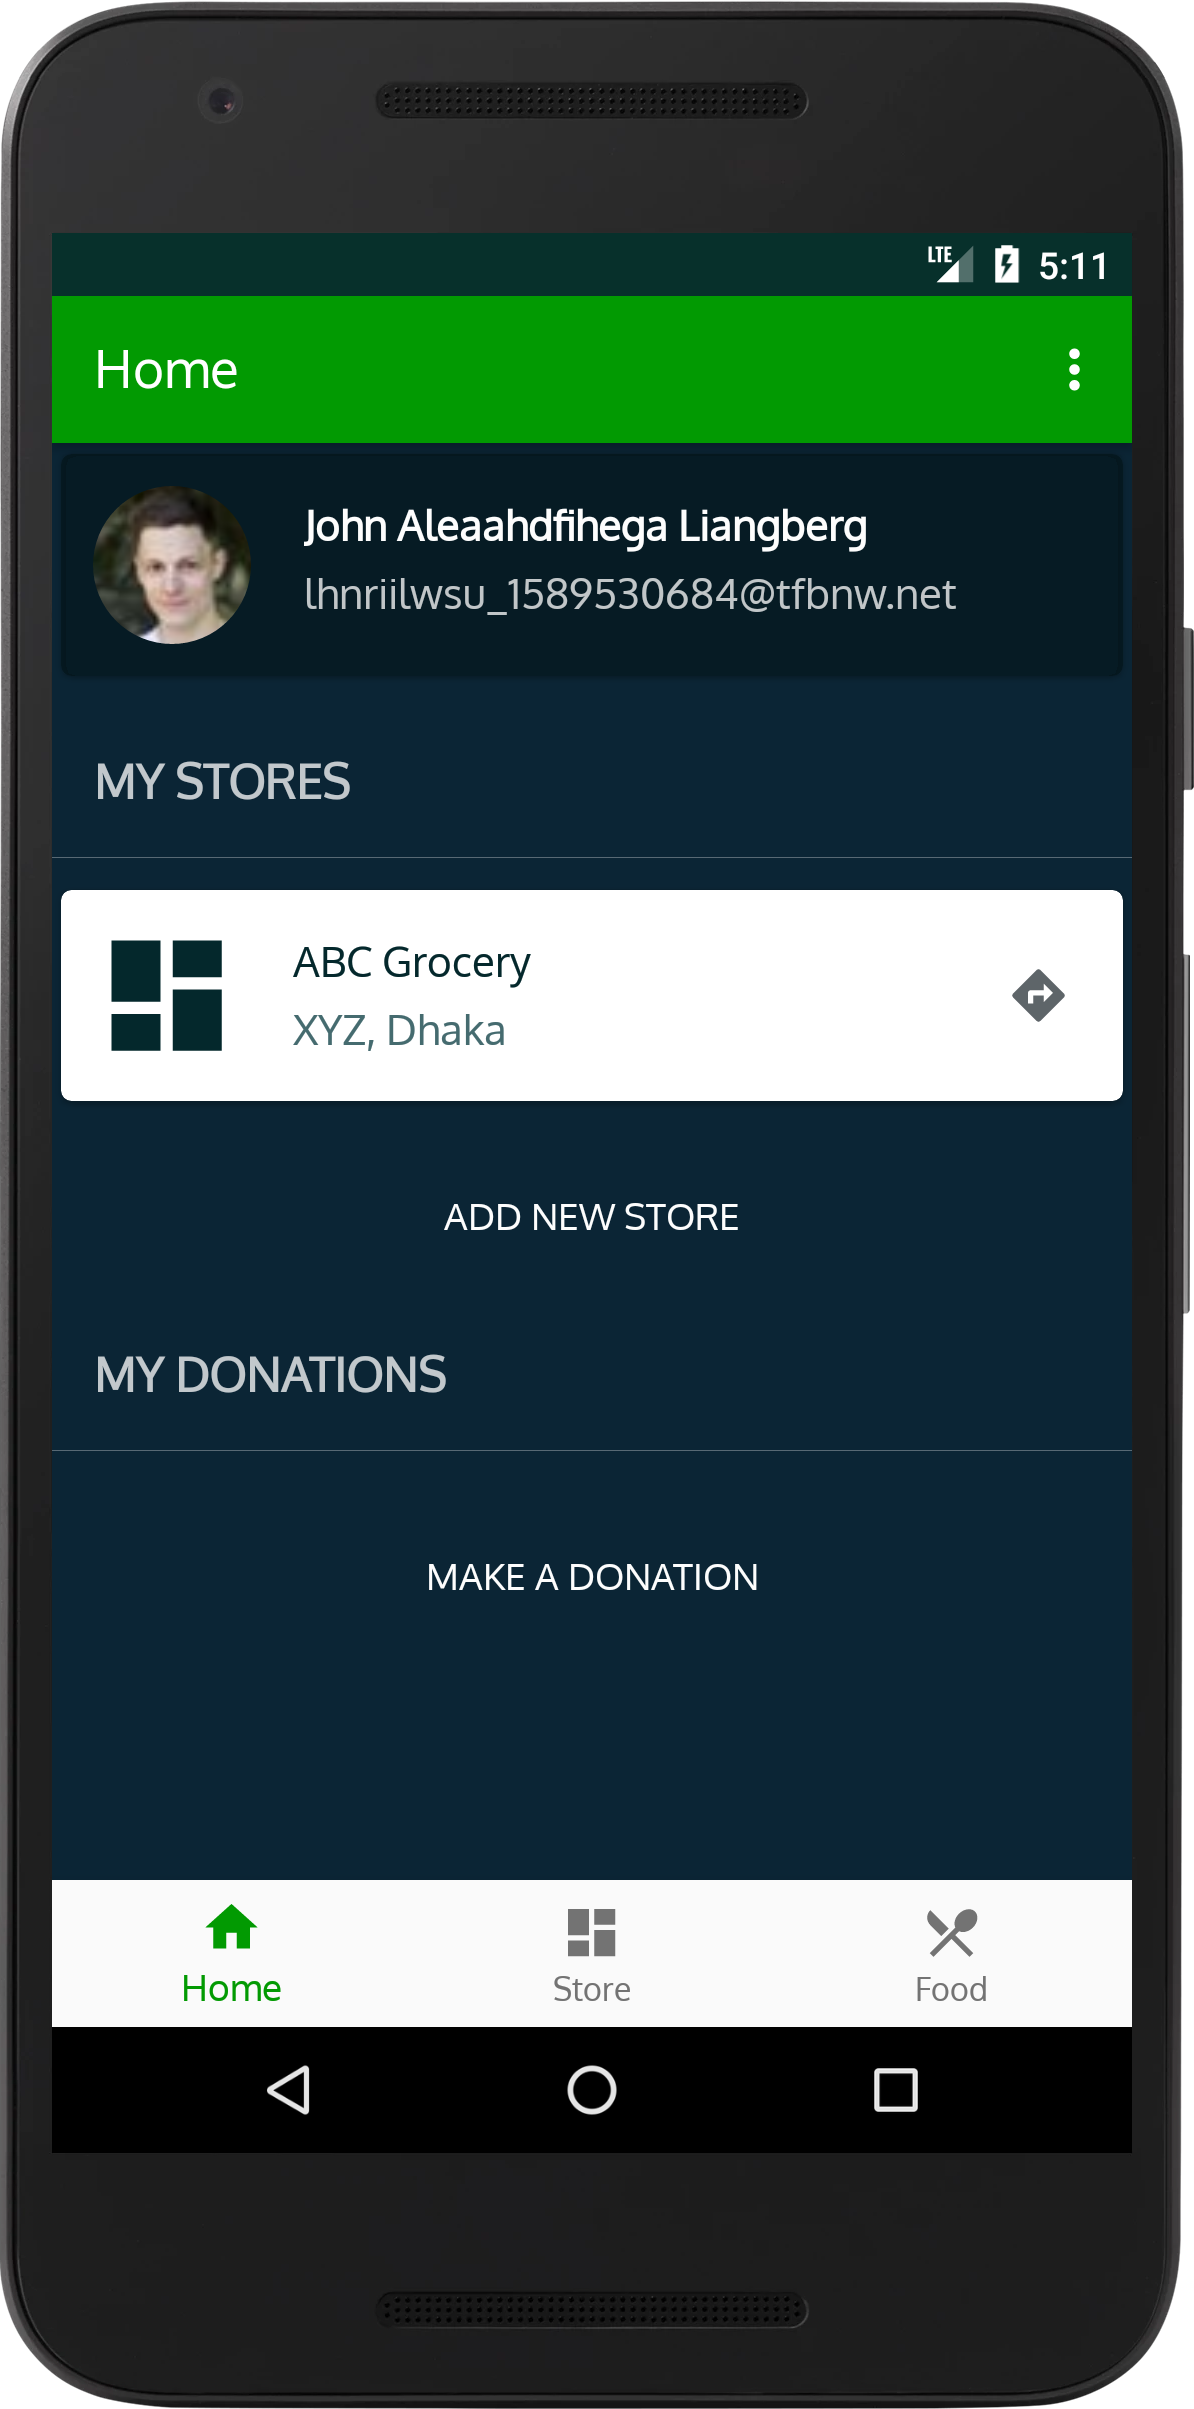 LTE 5:11
Home
John Aleaahdfihega Liangberg
lhnriilwsu_1589530684@tfbnw.net
MY STORES
ABC Grocery
XYZ, Dhaka
ADD NEW STORE
MY DONATIONS
MAKE A DONATION
Home Store Food